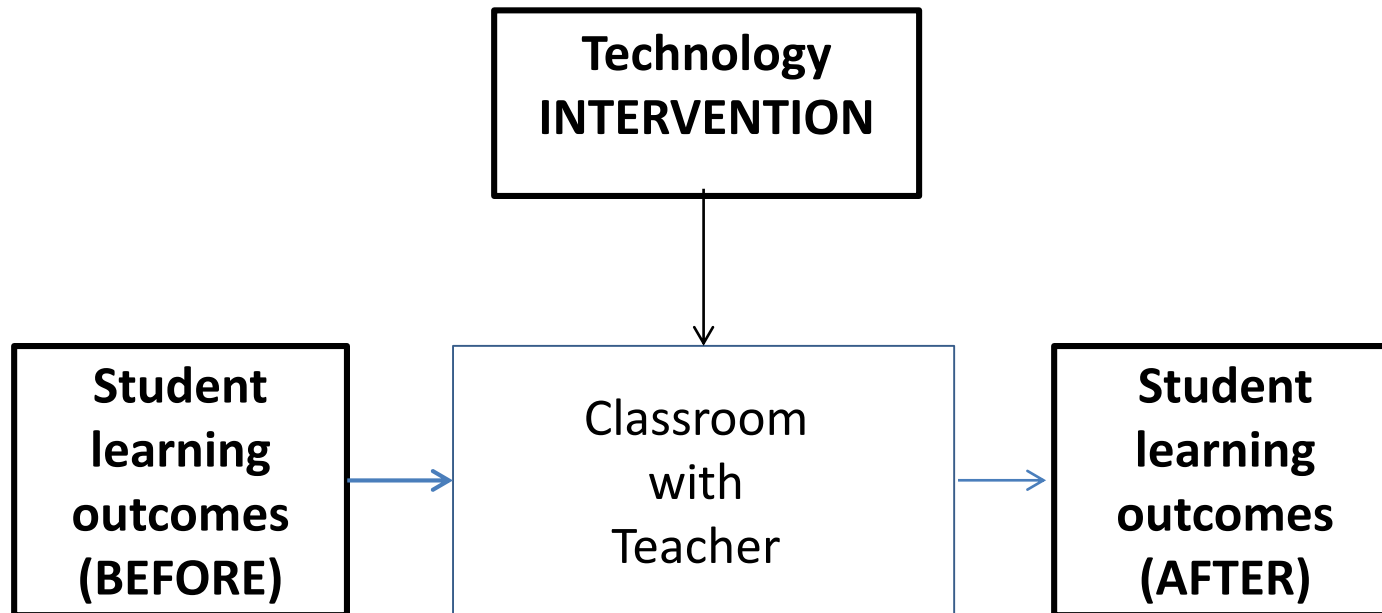 Technology
INTERVENTION
Student
learning
outcomes
(BEFORE)
Classroom
with
Teacher
Student
learning
outcomes
(AFTER)